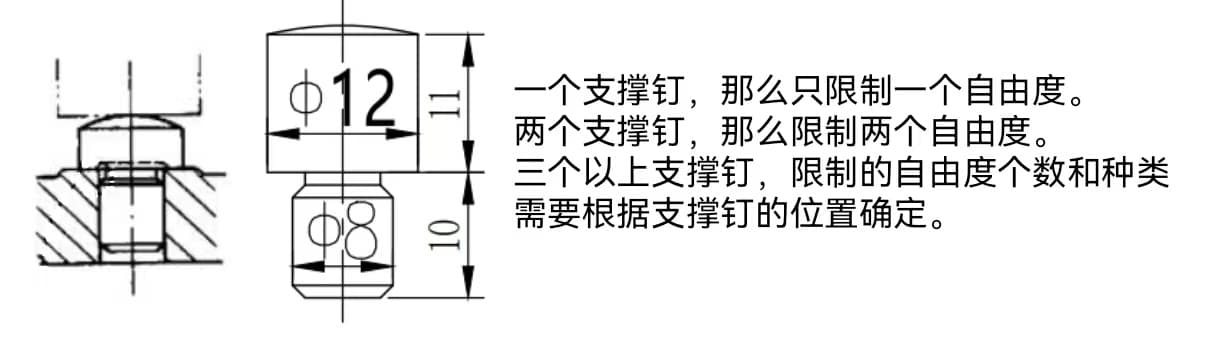 ⌀12
11
⌀8
10
一个支撑钉，那么只限制一个自由度。
两个支撑钉，那么限制两个自由度。
三个以上支撑钉，限制的自由度个数和种类
需要根据支撑钉的位置确定。